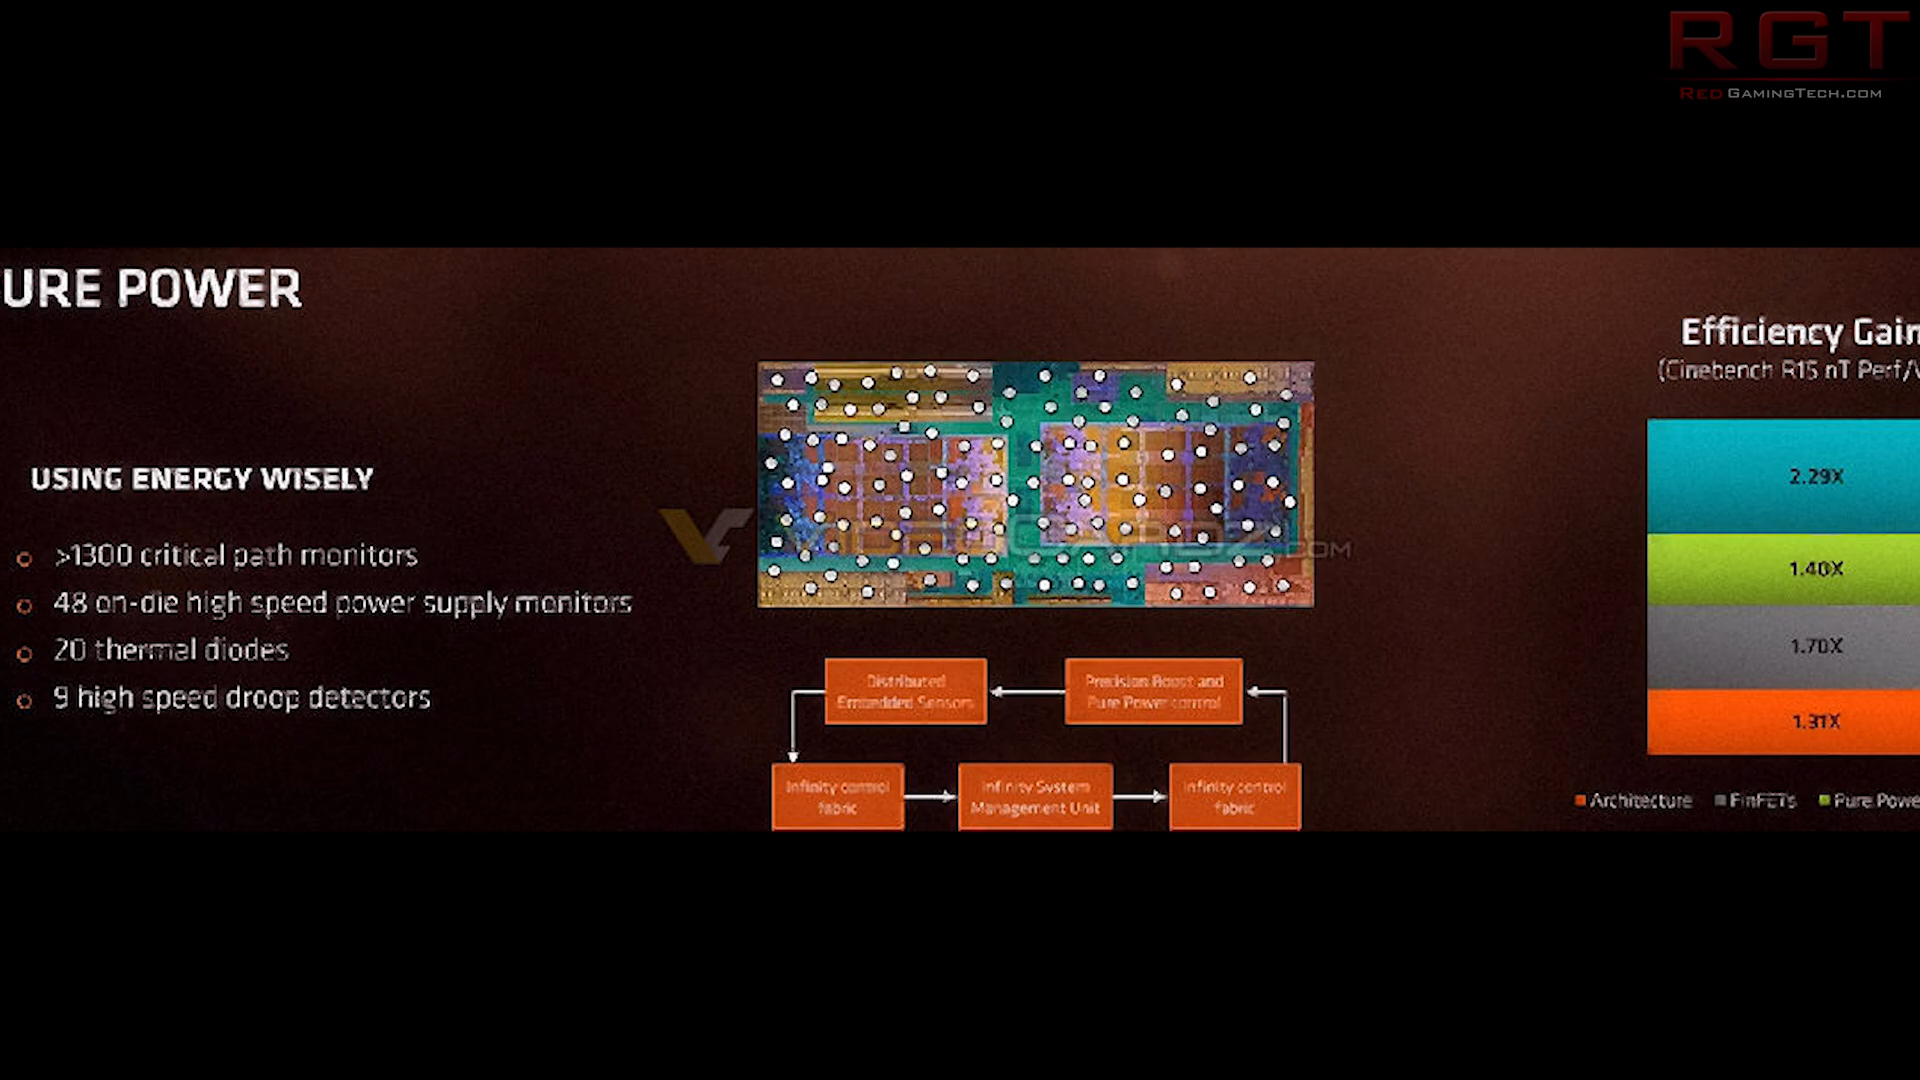 RGT
REDGAMINGTECH.COM
URE POWER
Efficiency Gain
(Cinebench R15 nT Perf/
USING ENERGY WISELY
>1300 critical path monitors
48 on-die high speed power supply monitors
20 thermal diodes
9 high speed droop detectors
VIDEOCARDZ.COM
Distributed
Embedded Sensors
Precision Boost and
Pure Power control
Infinity control
fabric
Infinity System
Management Unit
Infinity control
fabric
2.29X
1.40X
1.70X
1.31X
Architecture FinFETs Pure Powe